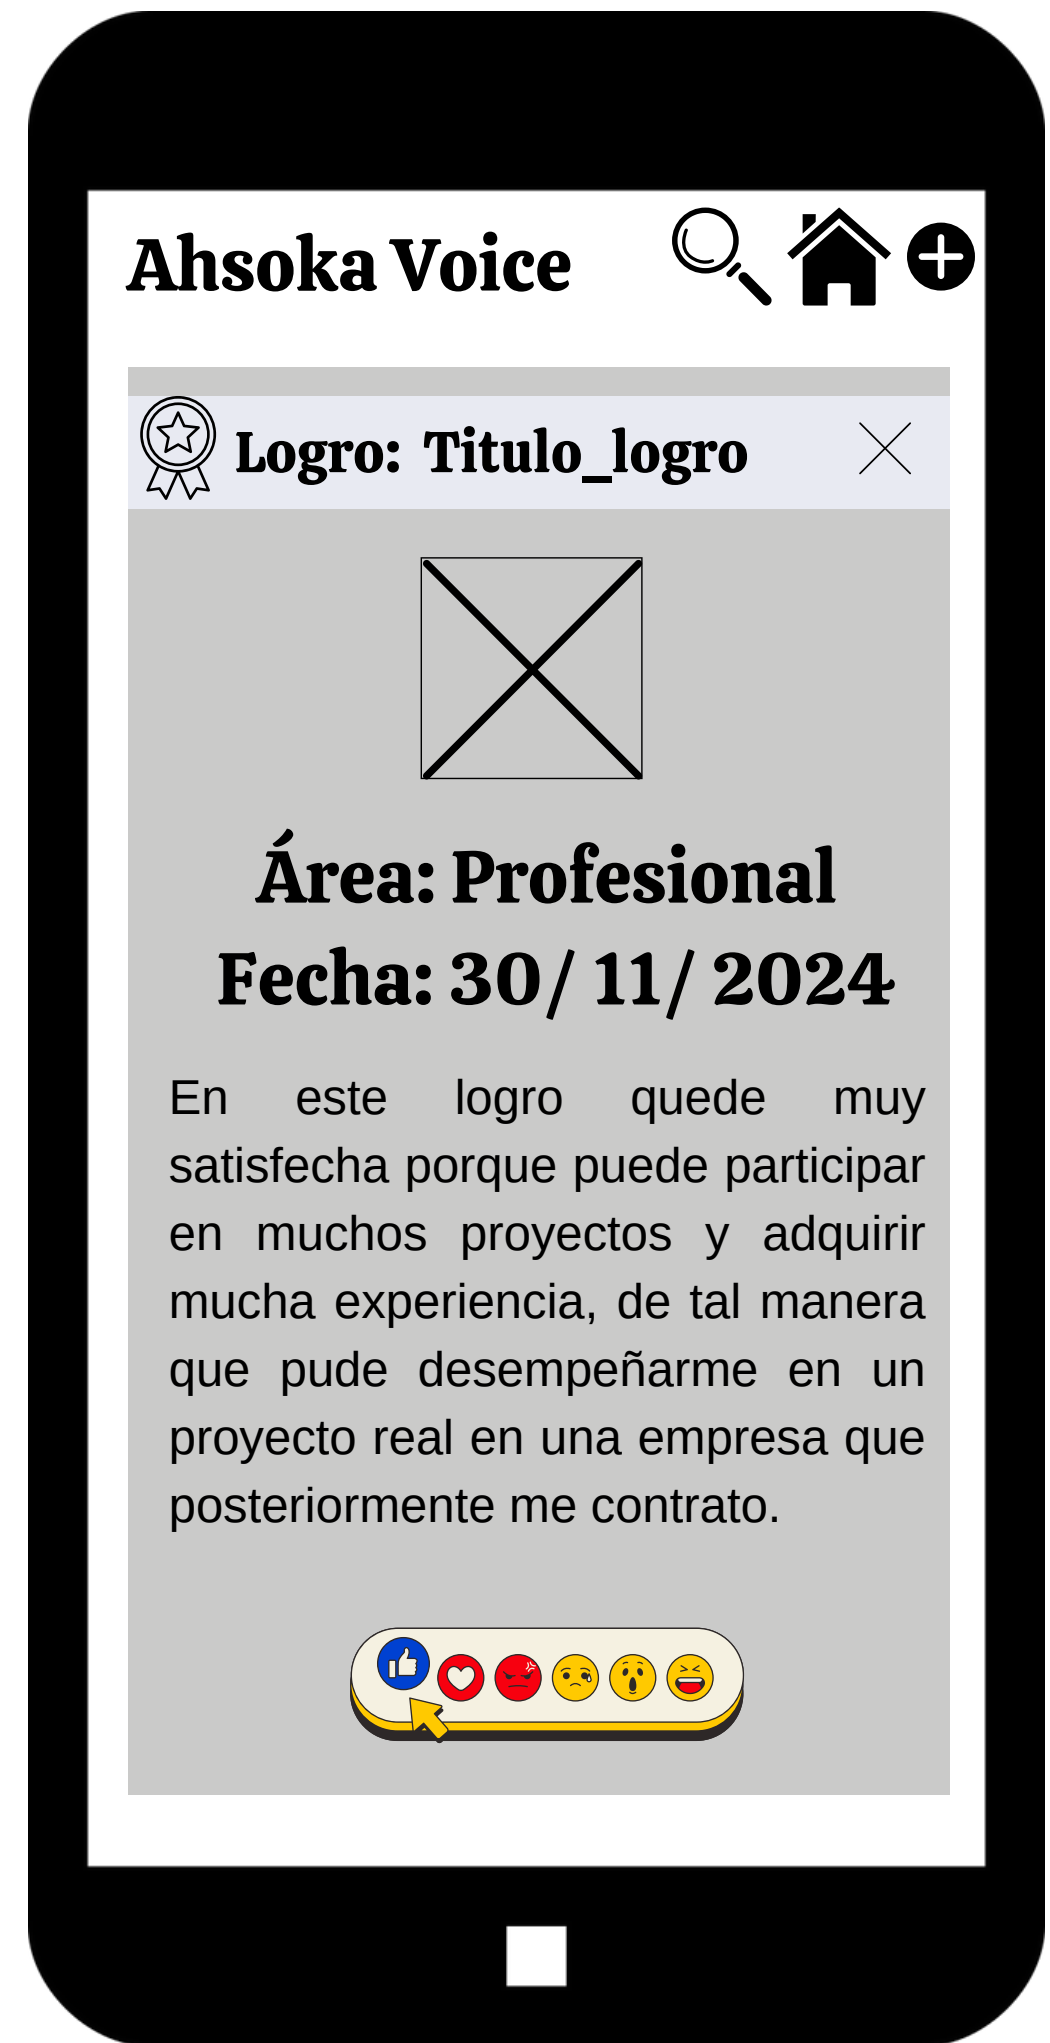 Ahsoka Voice
Logro: Titulo_logro
Área: Profesional
Fecha: 30/ 11/ 2024
En este logro quede muy
satisfecha porque puede participar
en muchos proyectos y adquirir
mucha experiencia, de tal manera
que pude desempeñarme en un
proyecto real en una empresa que
posteriormente me contrato.